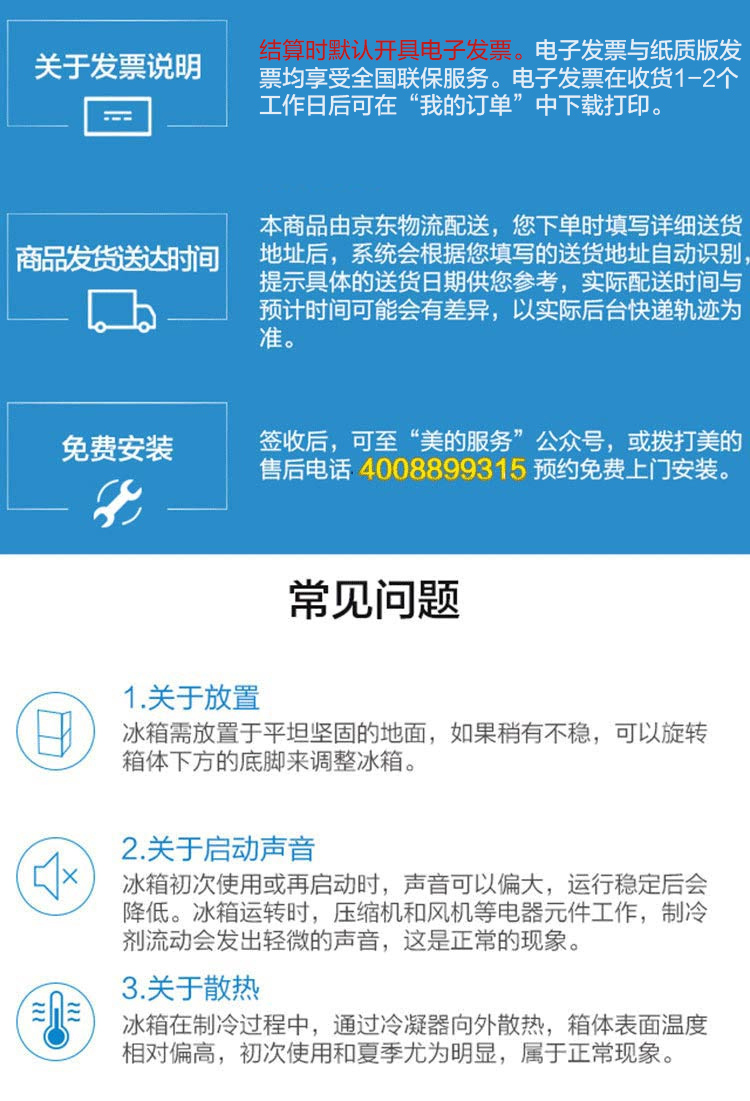 关于发票说明
结算时默认开具电子发票。电子发票与纸质版发
票均享受全国联保服务。电子发票在收货1-2个
工作日后可在“我的订单”中下载打印。
商品发货送达时间
本商品由京东物流配送，您下单时填写详细送货
地址后，系统会根据您填写的送货地址自动识别，
提示具体的送货日期供您参考，实际配送时间与
预计时间可能会有差异，以实际后台快递轨迹为
准。
免费安装
签收后，可至“美的服务”公众号，或拨打美的
售后电话 4008899315 预约免费上门安装。
常见问题
1.关于放置
冰箱需放置于平坦坚固的地面，如果稍有不稳，可以旋转
箱体下方的底脚来调整冰箱。
2.关于启动声音
冰箱初次使用或再启动时，声音可以偏大，运行稳定后会
降低。冰箱运转时，压缩机和风机等电器元件工作，制冷
剂流动会发出轻微的声音，这是正常的现象。
3.关于散热
冰箱在制冷过程中，通过冷凝器向外散热，箱体表面温度
相对偏高，初次使用和夏季尤为明显，属于正常现象。